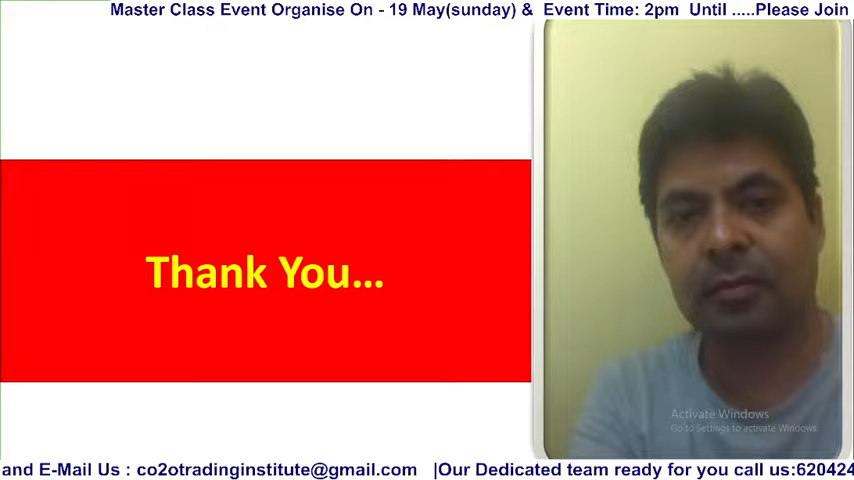 Master Class Event Organise On - 19 May(sunday) & Event Time: 2pm Until .....Please Join
Thank You...
Activate Windows
Go to Settings to activate Windows.
and E-Mail Us : co2otradinginstitute@gmail.com |Our Dedicated team ready for you call us:620424